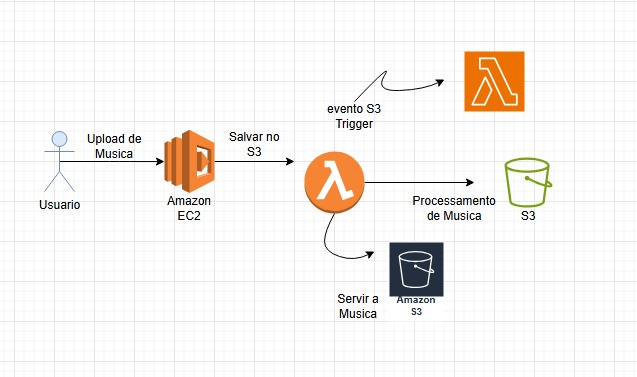 evento S3
Trigger
Upload de
Musica
Salvar no
S3
Usuario
Amazon
EC2
Processamento
de Musica
S3
Servir a
Musica
Amazon
S3